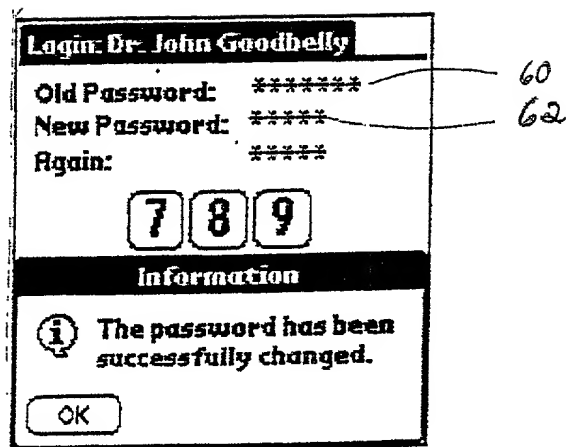 Login: Dr. John Goodbelly
Old Password: ******* 60
New Password: ***** 62
Again: *****
7 8 9
Information
i The password has been
successfully changed.
OK